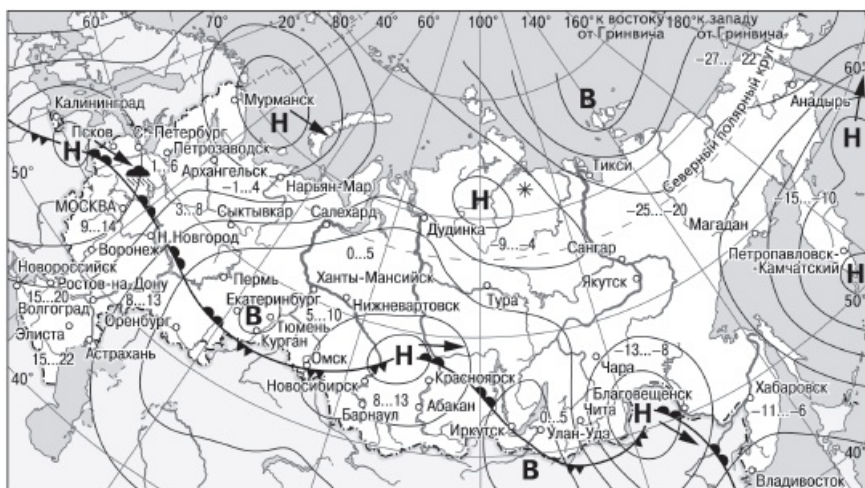 70° 20° 80° 40° 60° 100° 140° 160° к востоку от Гринвича 180° к западу от Гринвича
–27...–22
60°
Северный полярный круг
Анадырь
В
Мурманск
Калининград
Н
Н
Псков
С.-Петербург
Петрозаводск
Н
1...6
50°
Архангельск
–1...4
Нарьян-Мар
Тикси
Н
–15...–10
МОСКВА
9...14
3...8
Сыктывкар
Салехард
Дудинка
–9...–4
–25...–20
Магадан
0...5
Сангар
Н.Новгород
Воронеж
Новороссийск
Ростов-на-Дону
Пермь
Ханты-Мансийск
Тура
Якутск
Петропавловск-
Камчатский
Н
15...20
8...13
Волгоград
Екатеринбург
Нижневартовск
50°
В
5...10
Оренбург
Тюмень
Элиста
Курган
15...22
Астрахань
Омск
Н
–13...–8
Чара
40°
Новосибирск
Красноярск
Благовещенск
Хабаровск
8...13
Барнаул
Абакан
0...5
Чита
Н
–11...–6
Иркутск
Улан-Удэ
40°
В
Владивосток